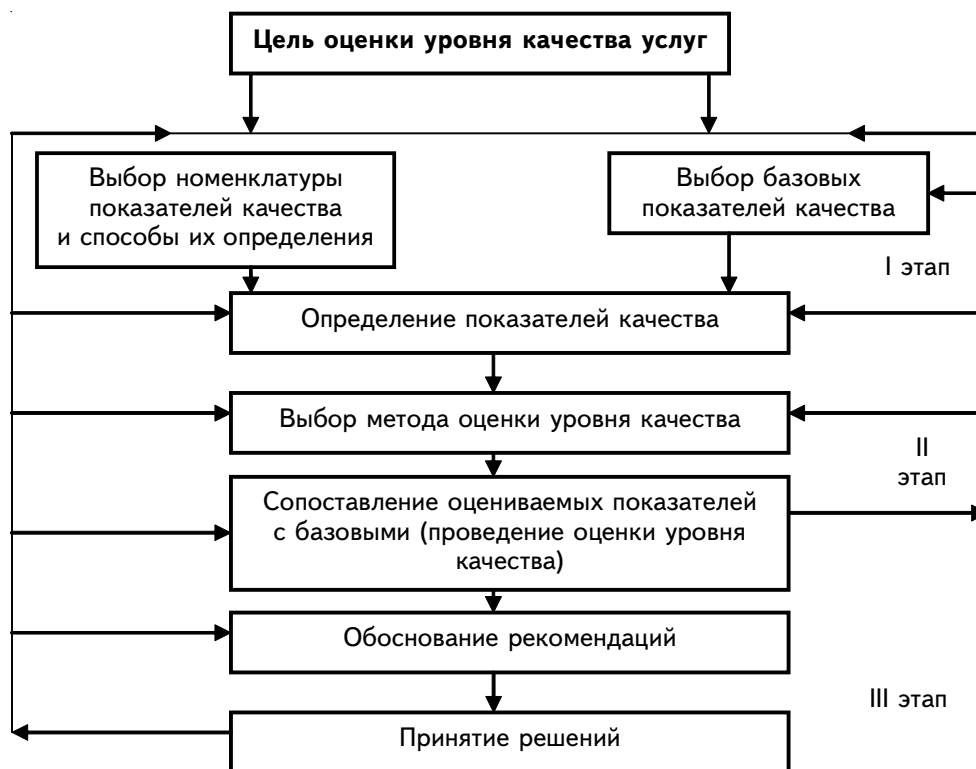 Цель оценки уровня качества услуг
Выбор номенклатуры
показателей качества
и способы их определения
Выбор базовых
показателей качества
I этап
Определение показателей качества
Выбор метода оценки уровня качества
II
этап
Сопоставление оцениваемых показателей
с базовыми (проведение оценки уровня
качества)
Обоснование рекомендаций
III этап
Принятие решений